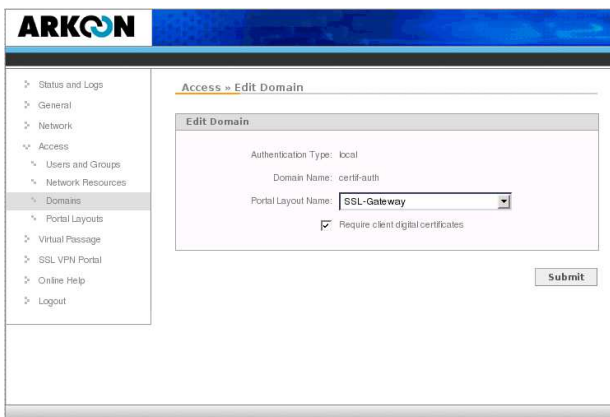 ARKOON
Status and Logs
General
Network
Access
Users and Groups
Network Resources
Domains
Portal Layouts
Virtual Passage
SSL VPN Portal
Online Help
Logout
Access » Edit Domain
Edit Domain
Authentication Type: local
Domain Name: certif-auth
Portal Layout Name: SSL-Gateway
Require client digital certificates
Submit